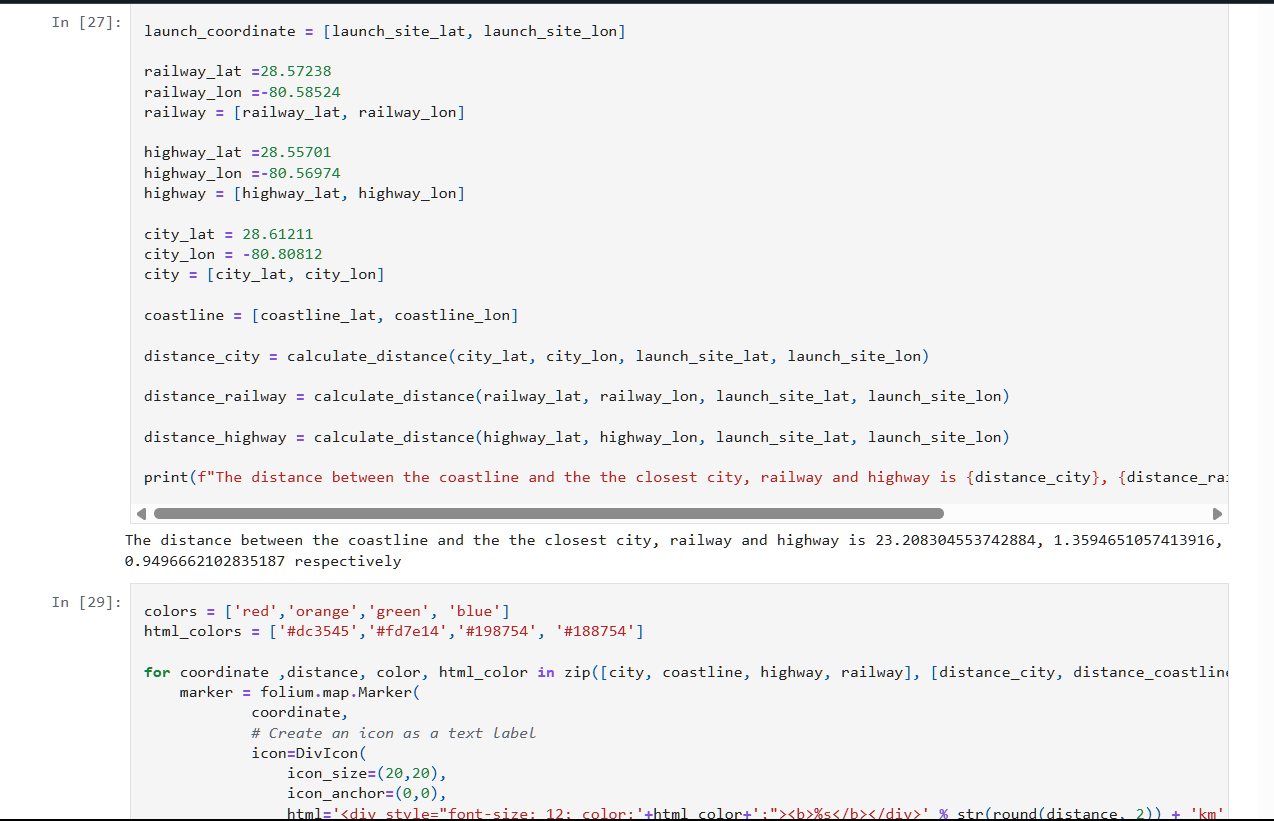 In [27]:
launch_coordinate = [launch_site_lat, launch_site_lon]
railway_lat =28.57238
railway_lon =-80.58524
railway = [railway_lat, railway_lon]
highway_lat =28.55701
highway_lon =-80.56974
highway = [highway_lat, highway_lon]
city_lat = 28.61211
city_lon = -80.80812
city = [city_lat, city_lon]
coastline = [coastline_lat, coastline_lon]
distance_city = calculate_distance(city_lat, city_lon, launch_site_lat, launch_site_lon)
distance_railway = calculate_distance(railway_lat, railway_lon, launch_site_lat, launch_site_lon)
distance_highway = calculate_distance(highway_lat, highway_lon, launch_site_lat, launch_site_lon)
print(f"The distance between the coastline and the the closest city, railway and highway is {distance_city}, {distance_rai
The distance between the coastline and the the closest city, railway and highway is 23.208304553742884, 1.3594651057413916,
0.9496662102835187 respectively
In [29]:
colors = ['red','orange','green', 'blue']
html_colors = ['#dc3545','#fd7e14','#198754', '#188754']
for coordinate ,distance, color, html_color in zip([city, coastline, highway, railway], [distance_city, distance_coastline
marker = folium.map.Marker(
coordinate,
# Create an icon as a text label
icon=DivIcon(
icon_size=(20,20),
icon_anchor=(0,0),
html='<div style="font-size: 12; color:'+html_color+';"><b>%s</b></div>' % str(round(distance, 2)) + 'km'